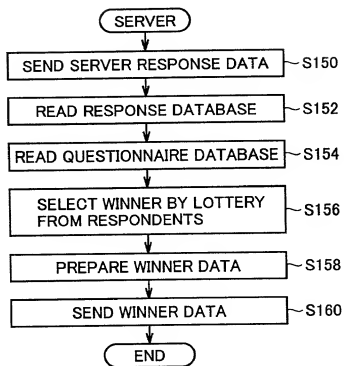 SERVER
SEND SERVER RESPONSE DATA S150
READ RESPONSE DATABASE S152
READ QUESTIONNAIRE DATABASE S154
SELECT WINNER BY LOTTERY
FROM RESPONDENTS S156
PREPARE WINNER DATA S158
SEND WINNER DATA S160
END